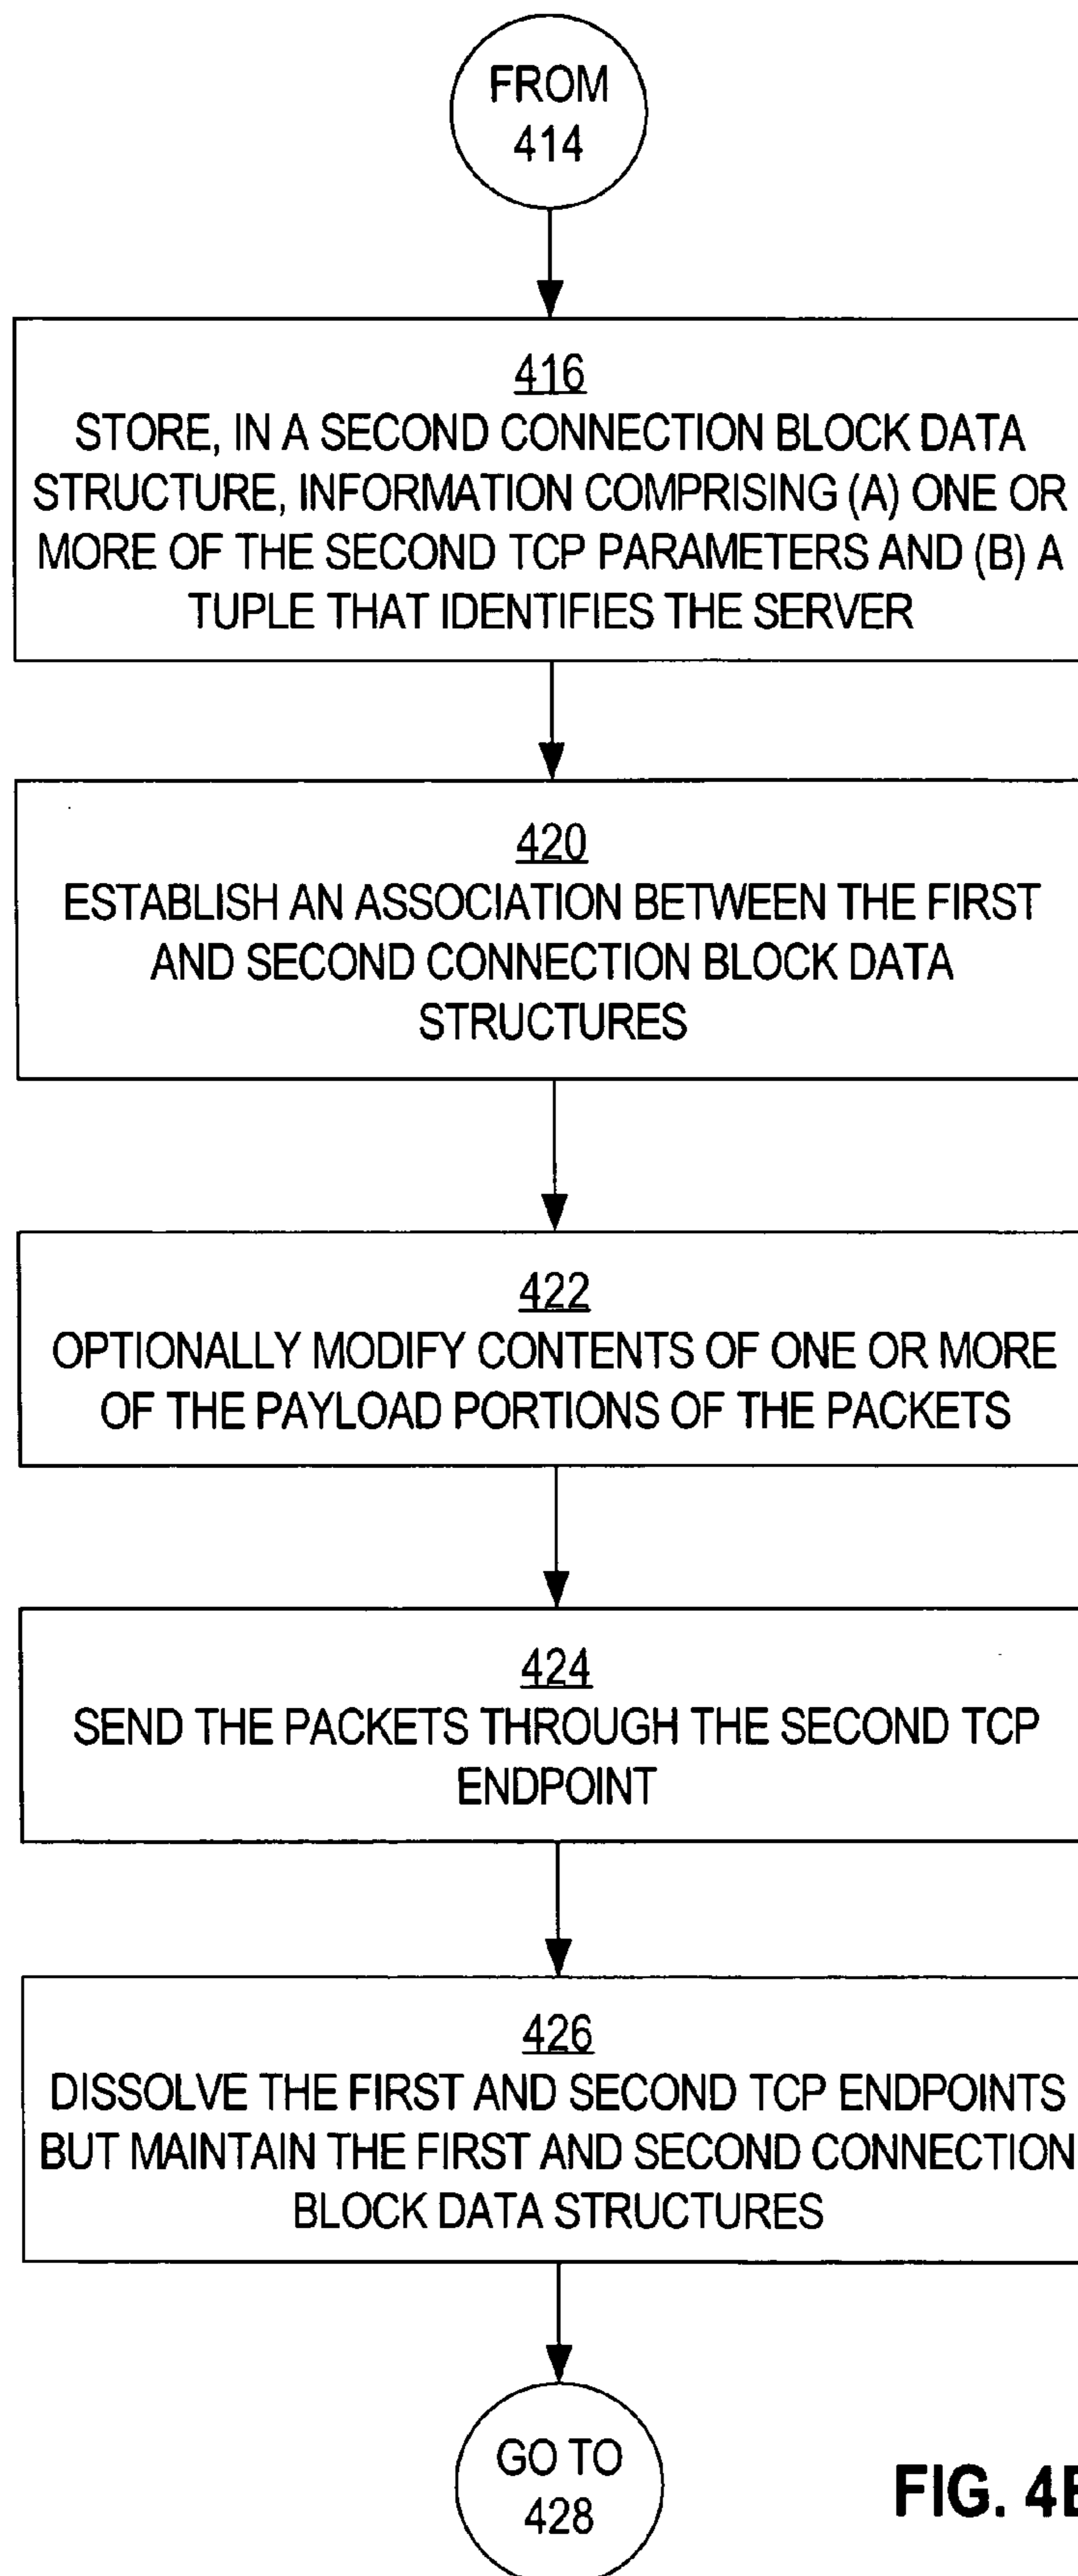 FROM
414
416
STORE, IN A SECOND CONNECTION BLOCK DATA
STRUCTURE, INFORMATION COMPRISING (A) ONE OR
MORE OF THE SECOND TCP PARAMETERS AND (B) A
TUPLE THAT IDENTIFIES THE SERVER
420
ESTABLISH AN ASSOCIATION BETWEEN THE FIRST
AND SECOND CONNECTION BLOCK DATA
STRUCTURES
422
OPTIONALLY MODIFY CONTENTS OF ONE OR MORE
OF THE PAYLOAD PORTIONS OF THE PACKETS
424
SEND THE PACKETS THROUGH THE SECOND TCP
ENDPOINT
426
DISSOLVE THE FIRST AND SECOND TCP ENDPOINTS
BUT MAINTAIN THE FIRST AND SECOND CONNECTION
BLOCK DATA STRUCTURES
GO TO
428
FIG. 4B